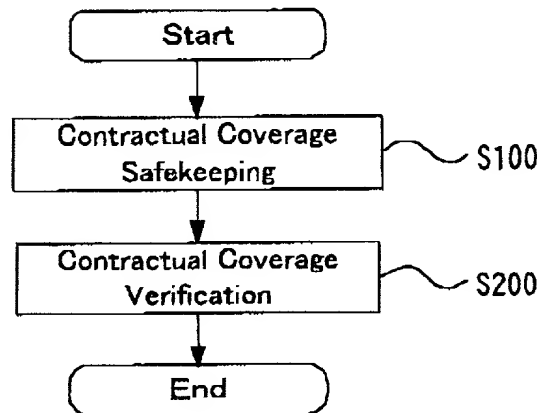 Start
Contractual Coverage
Safekeeping
S100
Contractual Coverage
Verification
S200
End